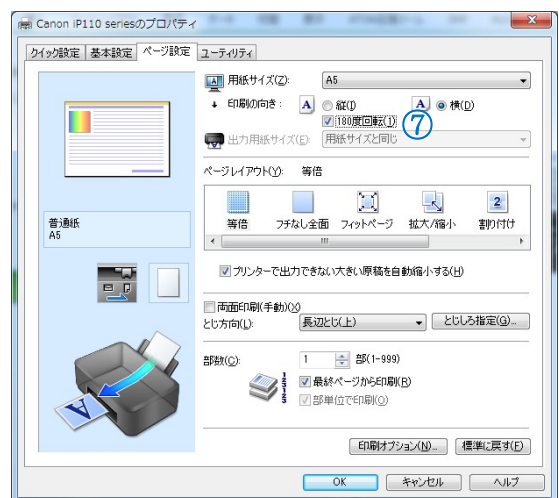 Canon iP110 seriesのプロパティ
クイック設定 基本設定 ページ設定 ユーティリティ
用紙サイズ(Z): A5
印刷の向き: A 縦(I) A 横(D)
180度回転(1) ⑦
出力用紙サイズ(E): 用紙サイズと同じ
ページレイアウト(Y): 等倍
等倍 フチなし全面 フィットページ 拡大/縮小 2 割り付け
普通紙
A5
プリンターで出力できない大きい原稿を自動縮小する(H)
両面印刷(手動)(X)
とじ方向(L): 長辺とじ(上) とじしろ指定(G)...
部数(C): 1 部(1-999)
最終ページから印刷(R)
部単位で印刷(O)
123123
A
印刷オプション(N)... 標準に戻す(F)
OK キャンセル ヘルプ